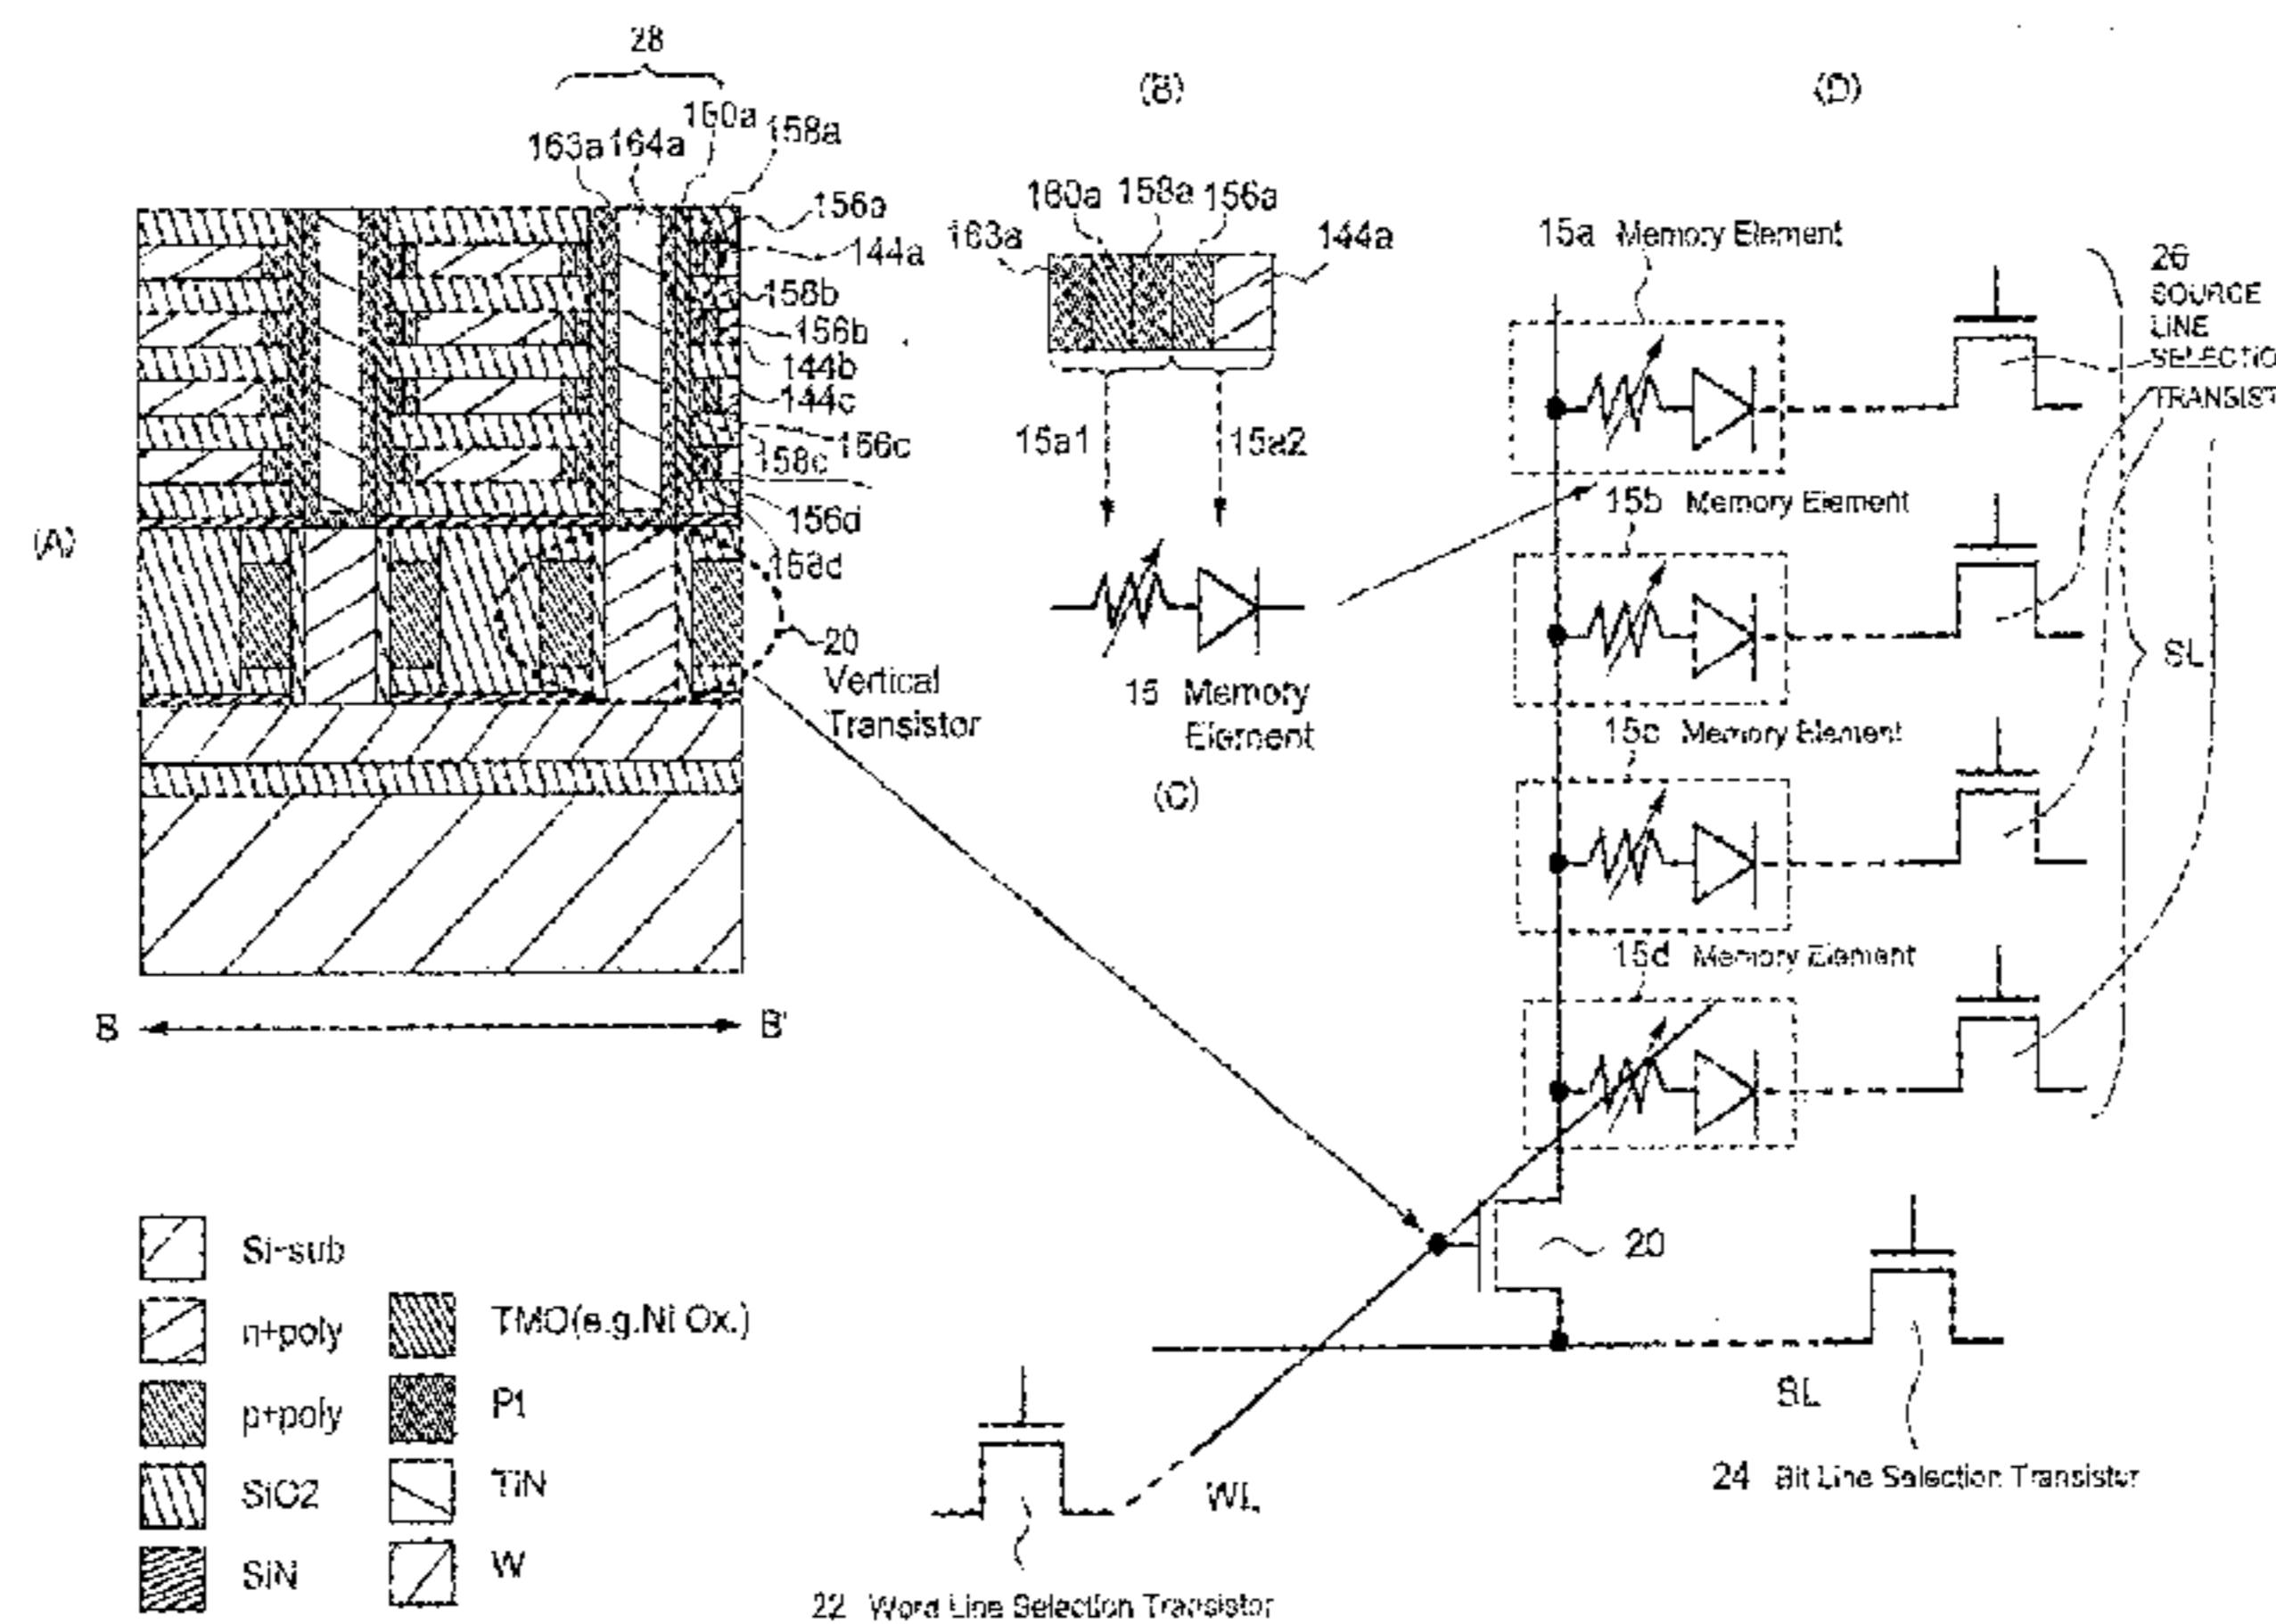 28
(B)
(D)
160a
158a
163a 164a
156a
144a
158b
156b
144b
144c
156c
158c
156d
158d
(A)
20
Vertical
Transistor
B
B'
160a 158a 156a
163a
144a
15a1
15a2
15 Memory
Element
(C)
15a Memory Element
15b Memory Element
15c Memory Element
15d Memory Element
26
SOURCE
LINE
SELECTIO
TRANSIST
SL
20
SL
24 Bit Line Selection Transistor
WL
22 Word Line Selection Transistor
Si-sub
n+poly
p+poly
SiO2
SiN
TMO(e.g.Ni Ox.)
Pt
TiN
W